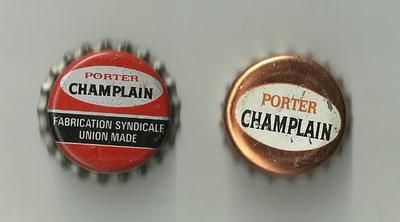 PORTER
CHAMPLAIN
FABRICATION SYNDICALE
UNION MADE
PORTER
CHAMPLAIN